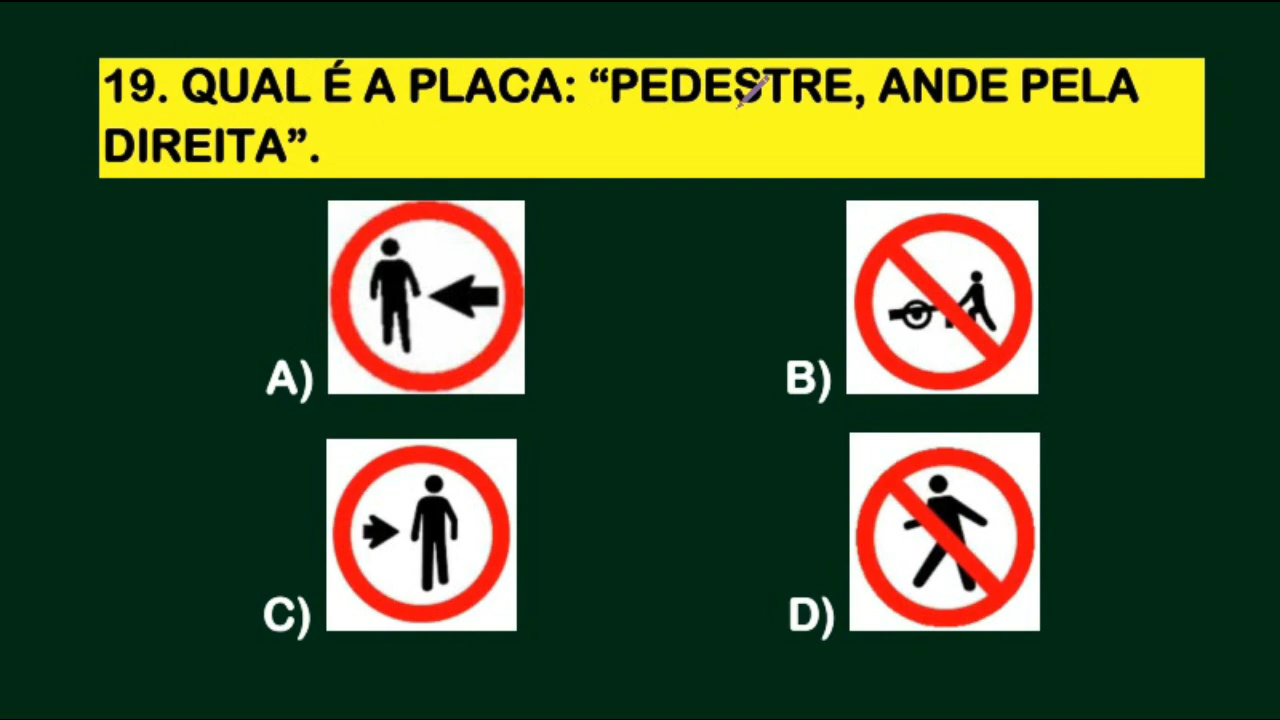 19. QUAL É A PLACA: “PEDESTRE, ANDE PELA
DIREITA”.
A)
B)
C)
D)